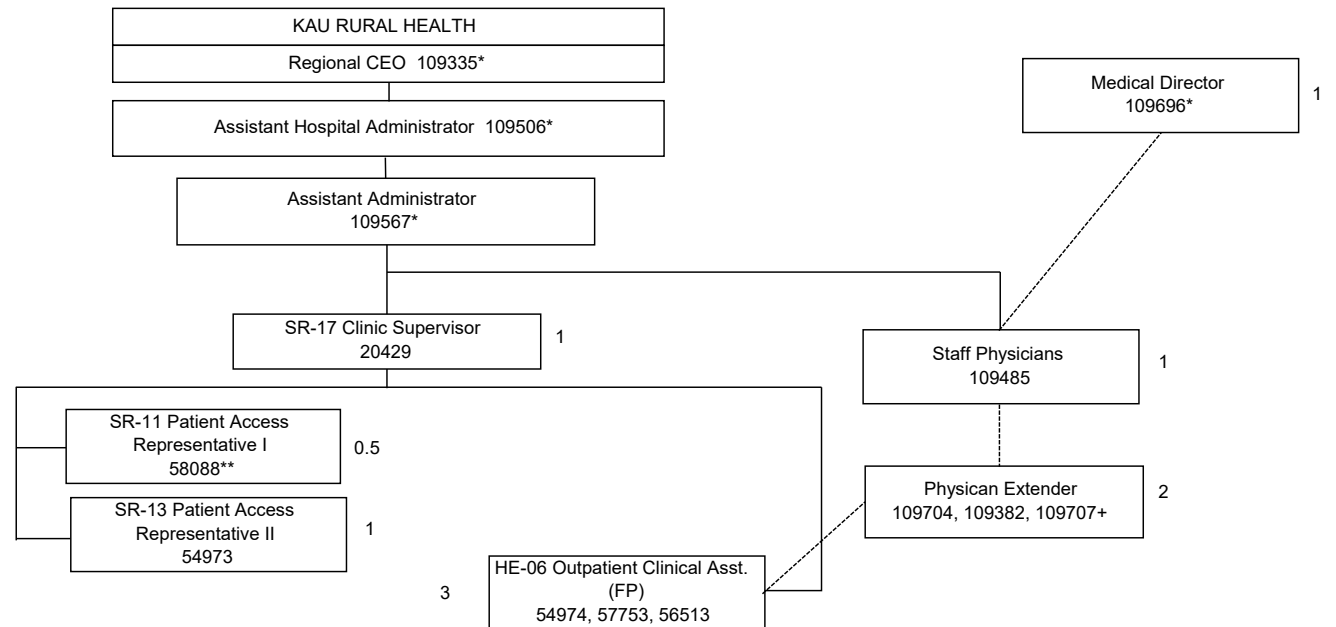 KAU RURAL HEALTH
Regional CEO 109335*
Assistant Hospital Administrator 109506*
Medical Director
109696*
1
Assistant Administrator
109567*
SR-17 Clinic Supervisor
20429
1
Staff Physicians
109485
1
SR-11 Patient Access
Representative I
58088**
0.5
Physican Extender
109704, 109382, 109707+
2
SR-13 Patient Access
Representative II
54973
1
HE-06 Outpatient Clinical Asst.
(FP)
54974, 57753, 56513
3